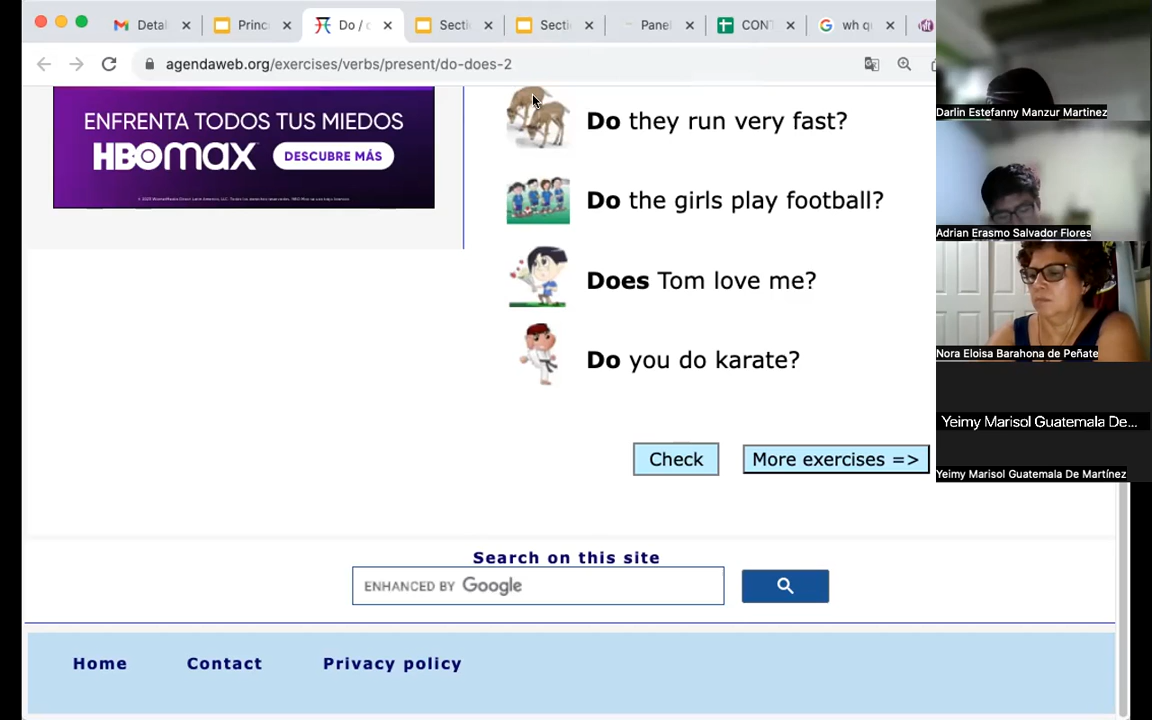 Detai
Princ
Do / 
Secti
Secti
Panel
CONT
wh qu
agendaweb.org/exercises/verbs/present/do-does-2
ENFRENTA TODOS TUS MIEDOS
HBOMAX
DESCUBRE MÁS
Do they run very fast?
Do the girls play football?
Does Tom love me?
Do you do karate?
Check
More exercises =>
Search on this site
ENHANCED BY Google
Home
Contact
Privacy policy
Darlin Estefanny Manzur Martinez
Adrian Erasmo Salvador Flores
Nora Eloisa Barahona de Peñate
Yeimy Marisol Guatemala De...
Yeimy Marisol Guatemala De Martínez